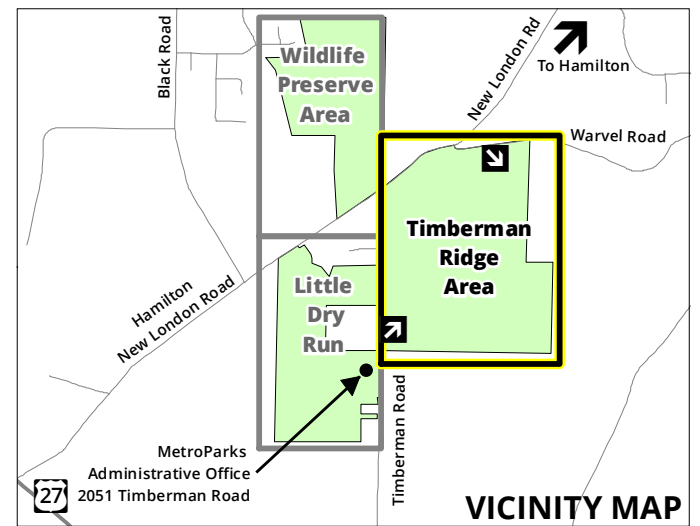 Black Road
New London Rd
To Hamilton
Wildlife
Preserve
Area
Warvel Road
Timberman
Ridge
Area
Hamilton
New London Road
Little
Dry
Run
Timberman Road
MetroParks
Administrative Office
2051 Timberman Road
27
VICINITY MAP